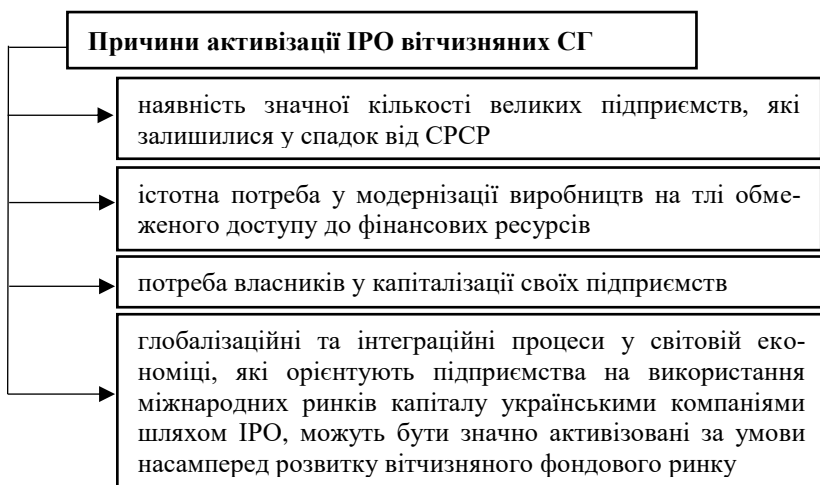 Причини активізації IPO вітчизняних СГ
наявність значної кількості великих підприємств, які
залишилися у спадок від СРСР
істотна потреба у модернізації виробництв на тлі обме-
женого доступу до фінансових ресурсів
потреба власників у капіталізації своїх підприємств
глобалізаційні та інтеграційні процеси у світовій еко-
номіці, які орієнтують підприємства на використання
міжнародних ринків капіталу українськими компаніями
шляхом IPO, можуть бути значно активізовані за умови
насамперед розвитку вітчизняного фондового ринку